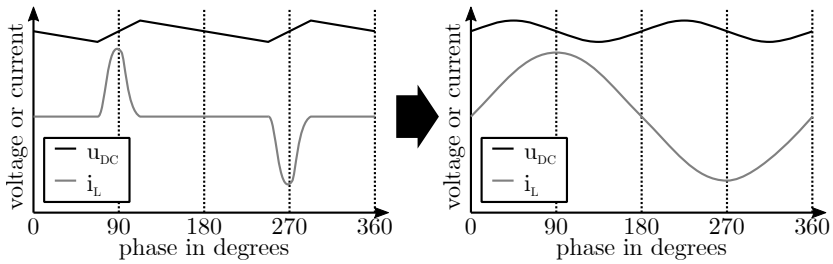 voltage or current
u_DC
i_L
0 90 180 270 360
phase in degrees
voltage or current
u_DC
i_L
0 90 180 270 360
phase in degrees